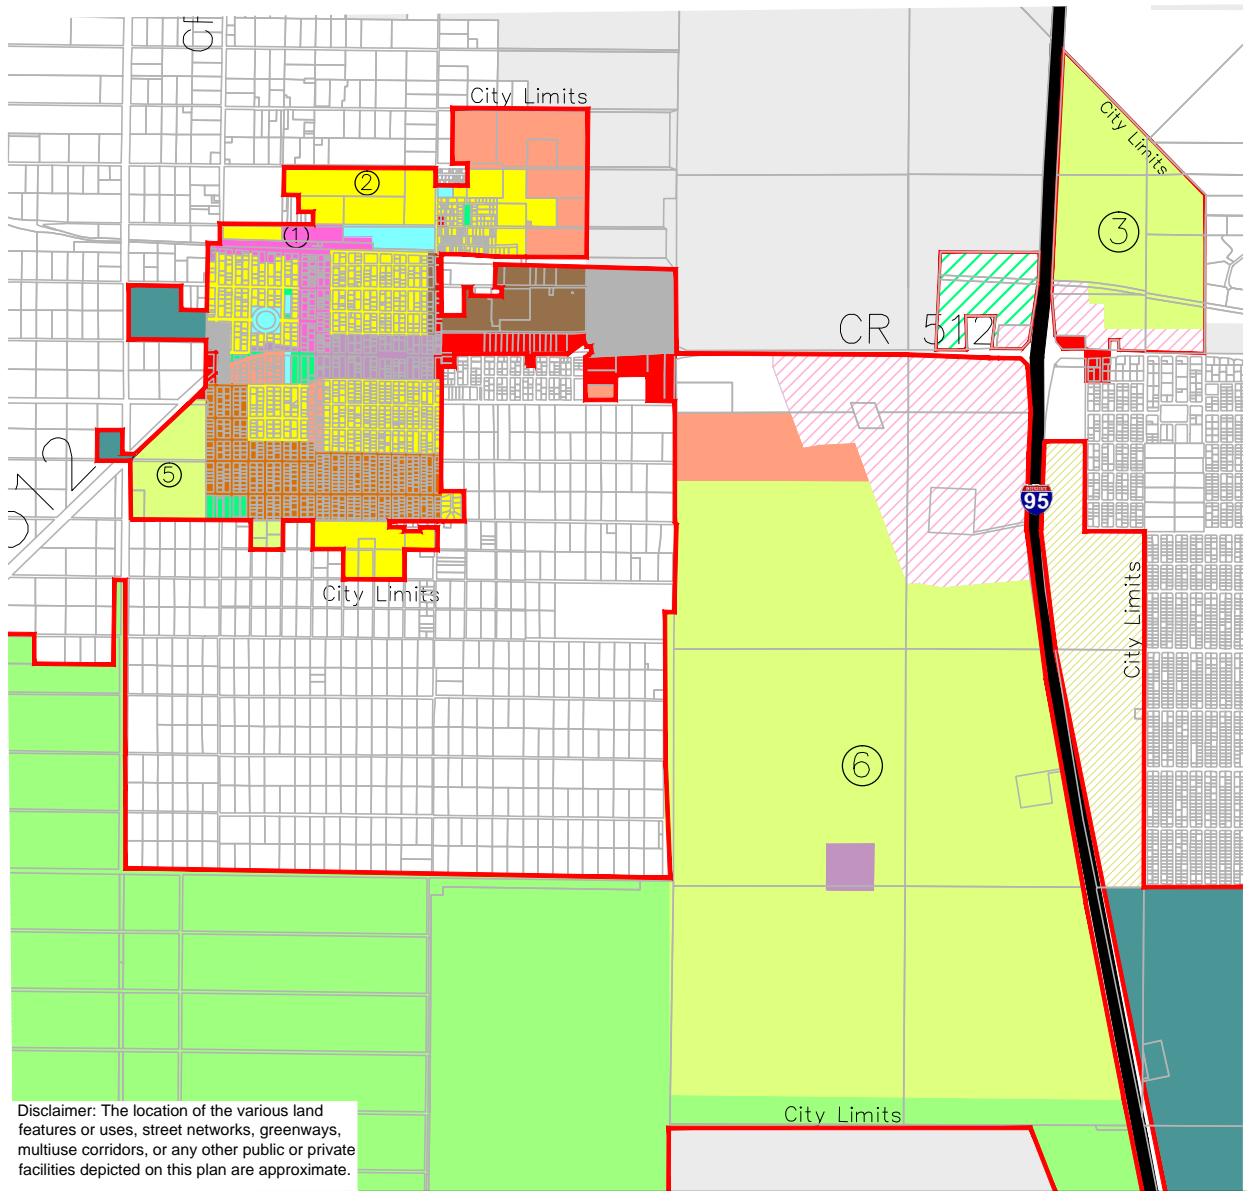 City Limits
City Limits
②
①
③
CR 512
⑤
INTERSTATE
95
City Limits
City Limits
⑥
City Limits
Disclaimer: The location of the various land
features or uses, street networks, greenways,
multiuse corridors, or any other public or private
facilities depicted on this plan are approximate.